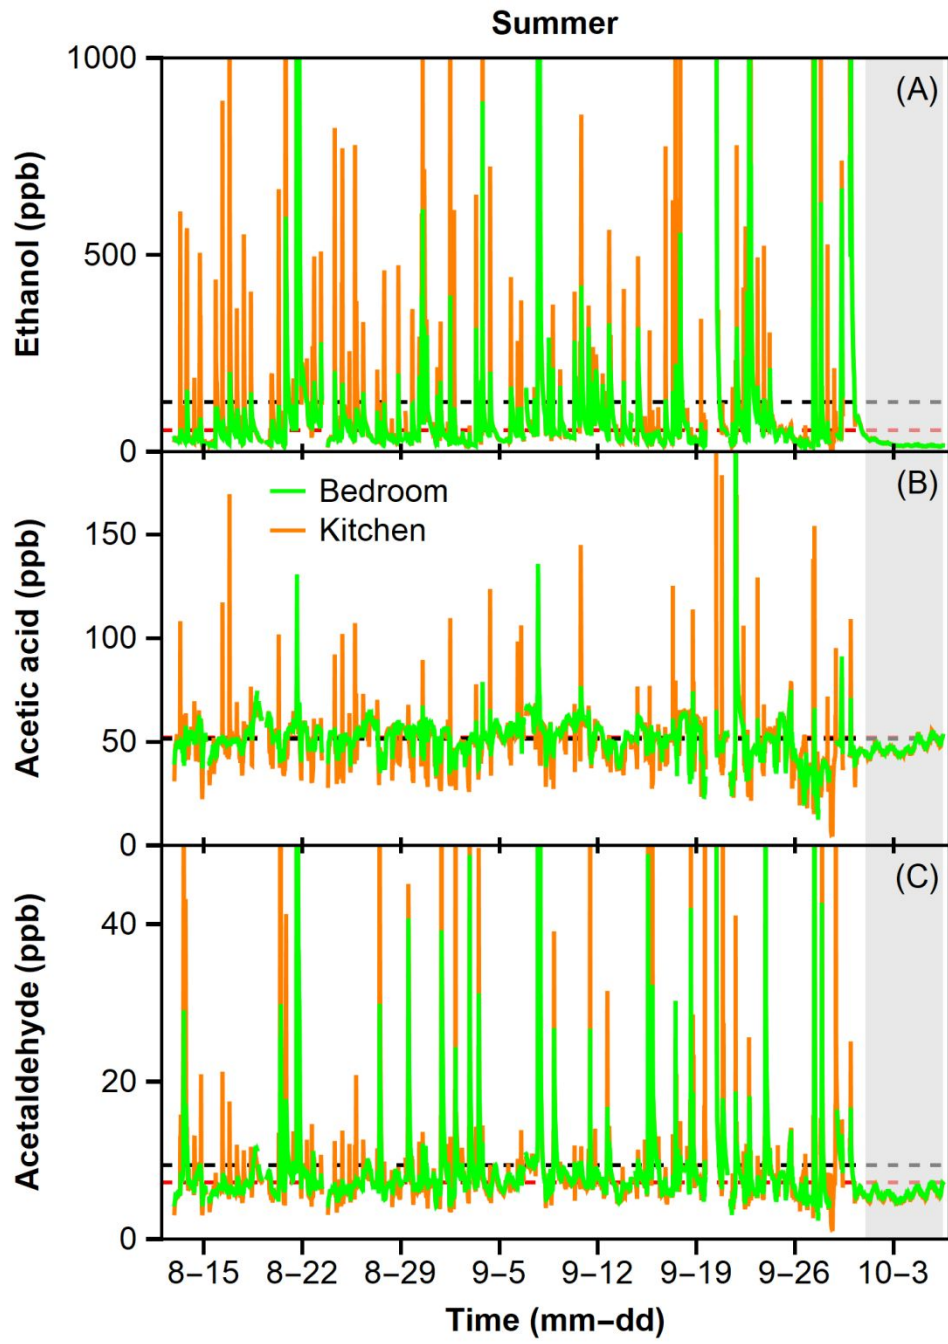 Summer
1000
500
0
Ethanol (ppb)
(A)
Bedroom
Kitchen
150
100
50
0
Acetic acid (ppb)
(B)
40
20
0
Acetaldehyde (ppb)
(C)
8–15 8–22 8–29 9–5 9–12 9–19 9–26 10–3
Time (mm–dd)